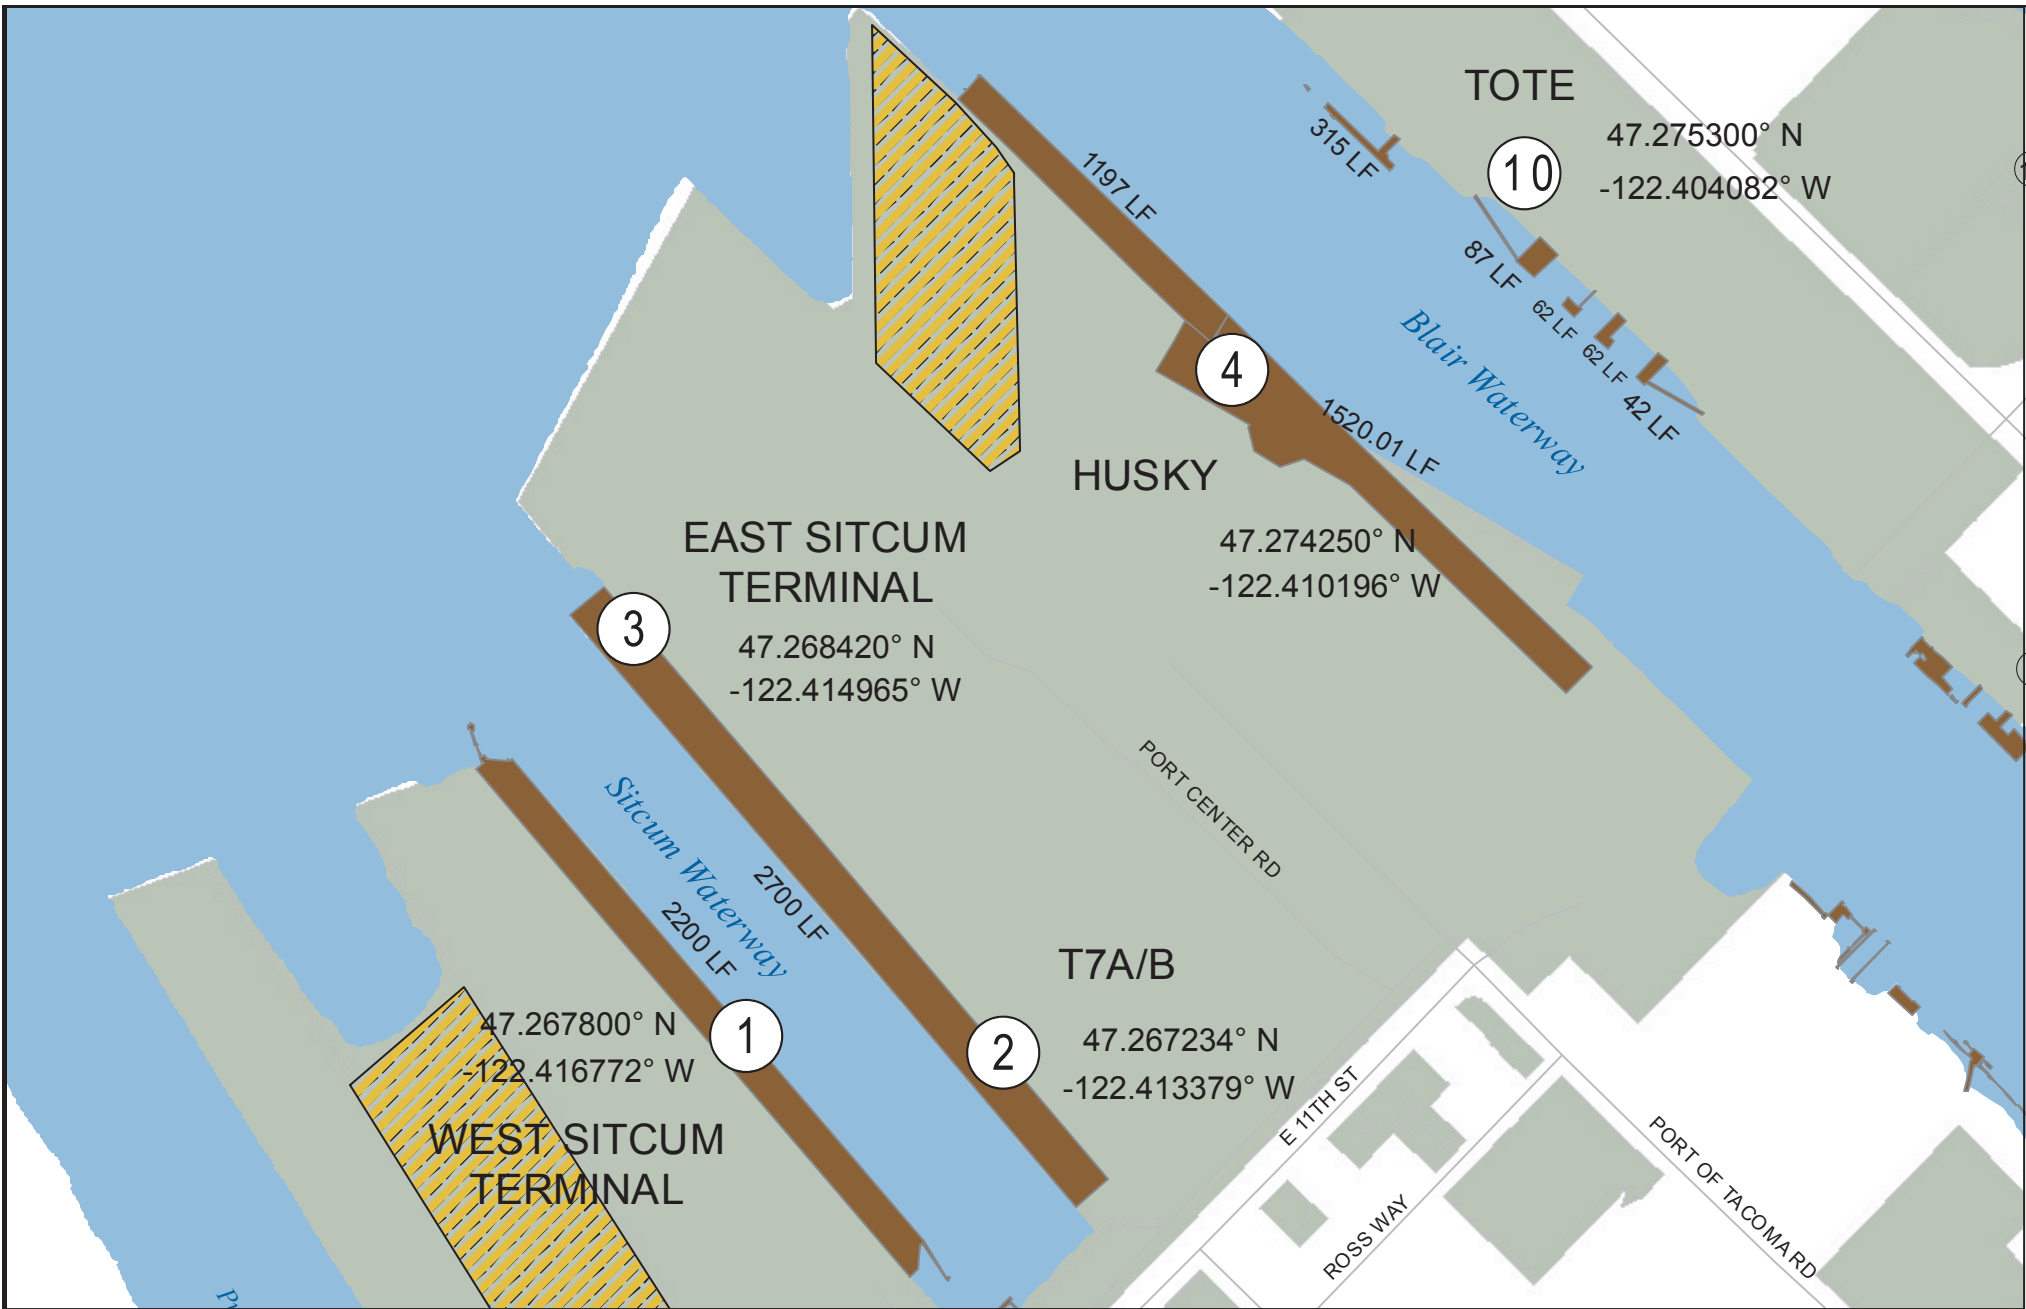 TOTE
10
47.275300° N
-122.404082° W
315 LF
1197 LF
87 LF
62 LF
62 LF
42 LF
Blair Waterway
4
1520.01 LF
HUSKY
47.274250° N
-122.410196° W
EAST SITCUM
TERMINAL
47.268420° N
-122.414965° W
3
PORT CENTER RD
Sitcum Waterway
2700 LF
2200 LF
T7A/B
47.267234° N
-122.413379° W
2
1
47.267800° N
-122.416772° W
WEST SITCUM
TERMINAL
E 11TH ST
ROSS WAY
PORT OF TACOMA RD